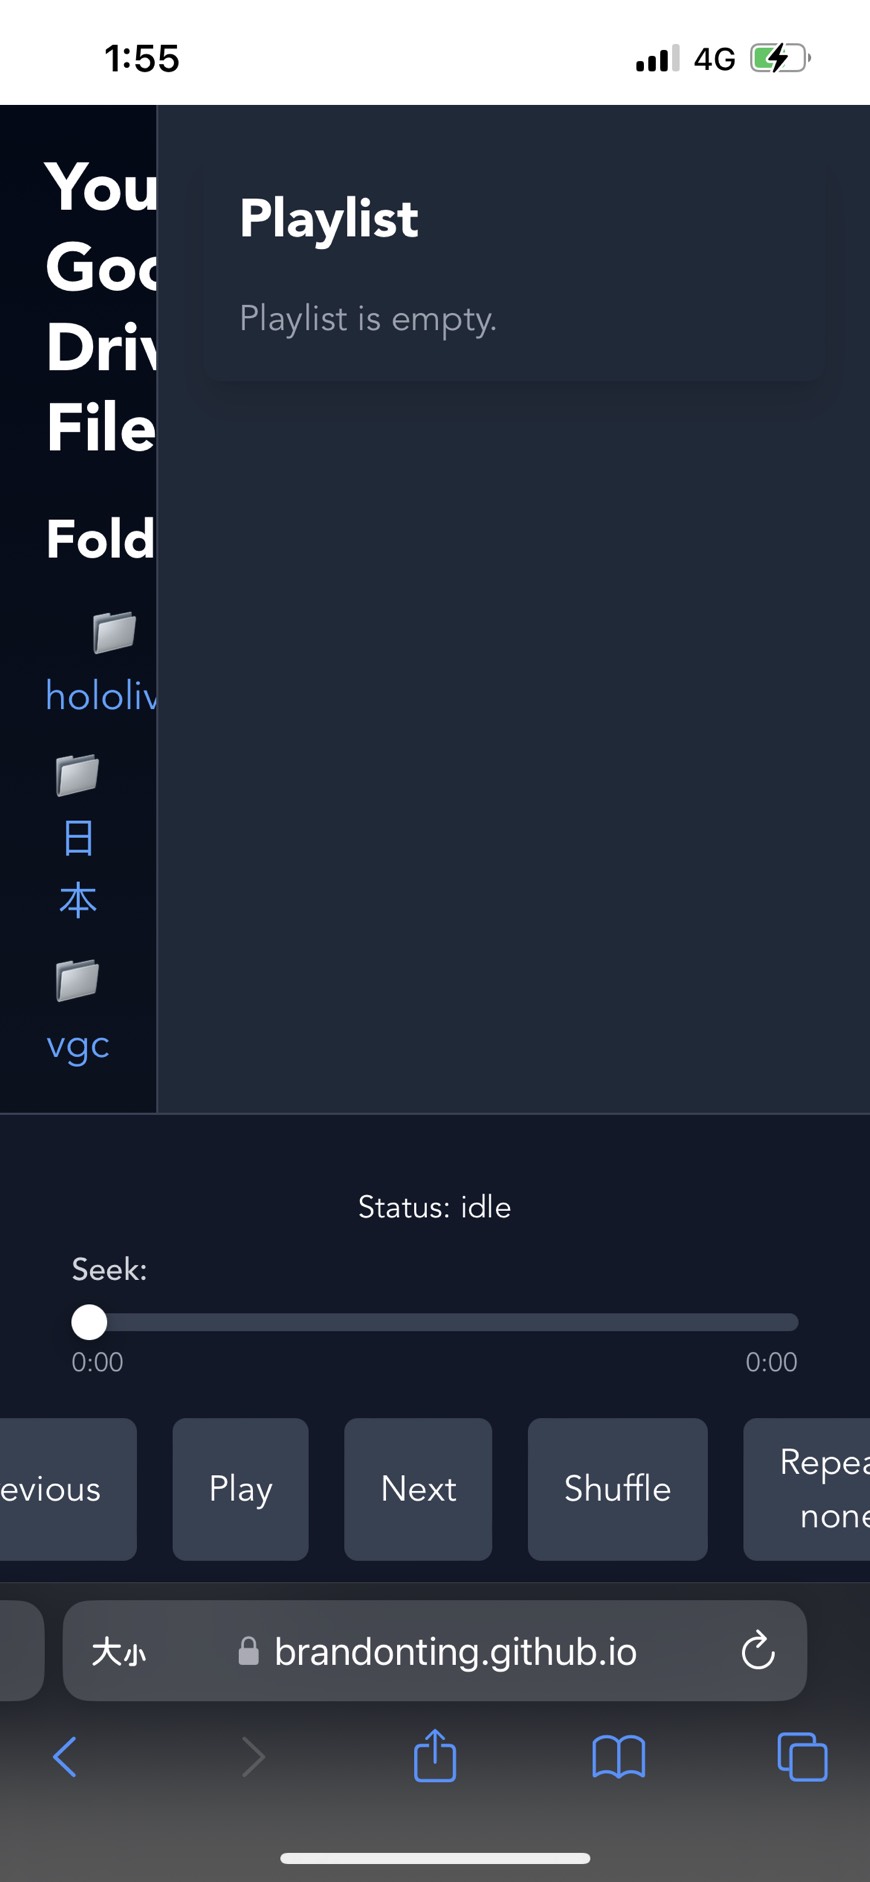 1:55
4G
You
Goo
Driv
File
Playlist
Playlist is empty.
Fold
hololiv
日
本
vgc
Status: idle
Seek:
0:00
0:00
evious
Play
Next
Shuffle
Repea
none
大小
brandonting.github.io